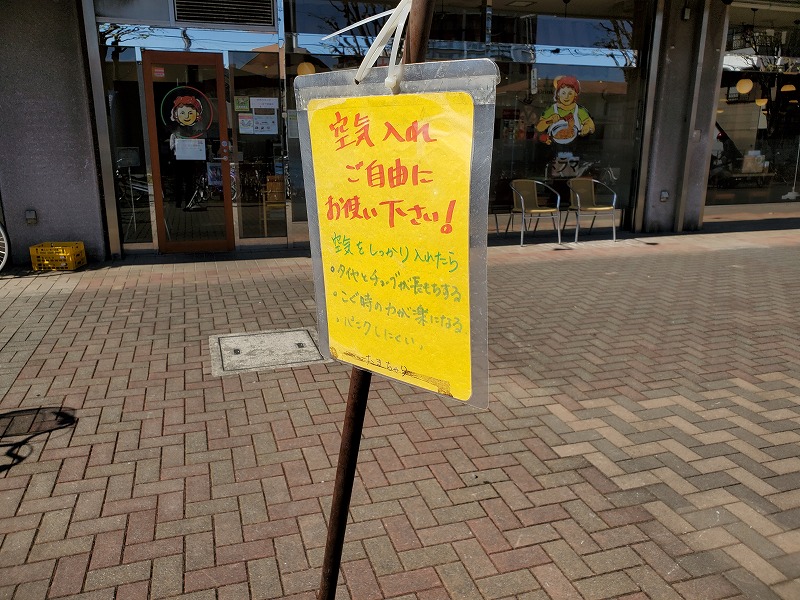 空気入れ
ご自由に
お使い下さい!
空気をしっかり入れたら
•タイヤとチューブが長もちする
•こぐ時の力が楽になる
•パンクしにくい。